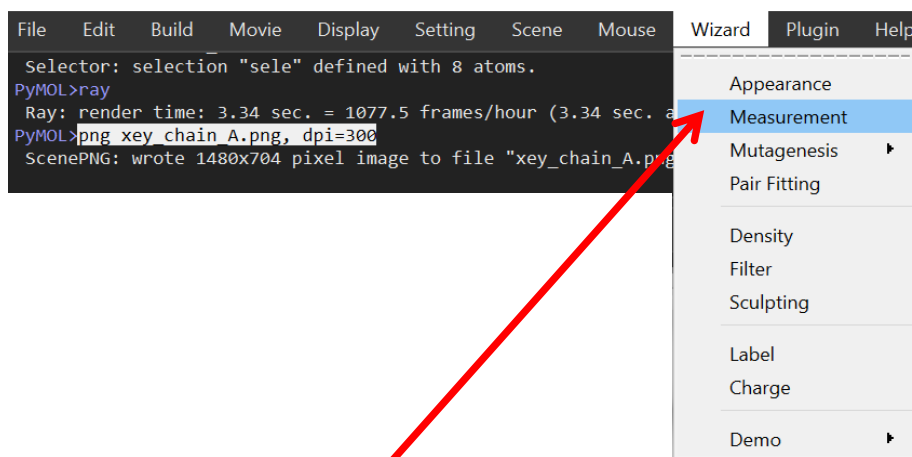 File Edit Build Movie Display Setting Scene Mouse Wizard Plugin Help
Selector: selection "sele" defined with 8 atoms.
PyMOL>ray
Ray: render time: 3.34 sec. = 1077.5 frames/hour (3.34 sec. a
PyMOL>png xey_chain_A.png, dpi=300
ScenePNG: wrote 1480x704 pixel image to file "xey_chain_A.png
Appearance
Measurement
Mutagenesis
Pair Fitting
Density
Filter
Sculpting
Label
Charge
Demo